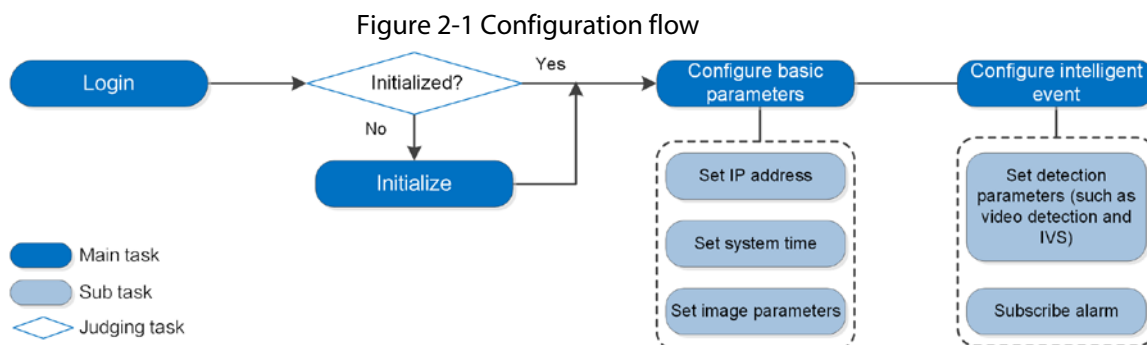 Figure 2-1 Configuration flow
Login
Initialized?
Yes
No
Initialize
Configure basic
parameters
Set IP address
Set system time
Set image parameters
Configure intelligent
event
Set detection
parameters (such as
video detection and
IVS)
Subscribe alarm
Main task
Sub task
Judging task